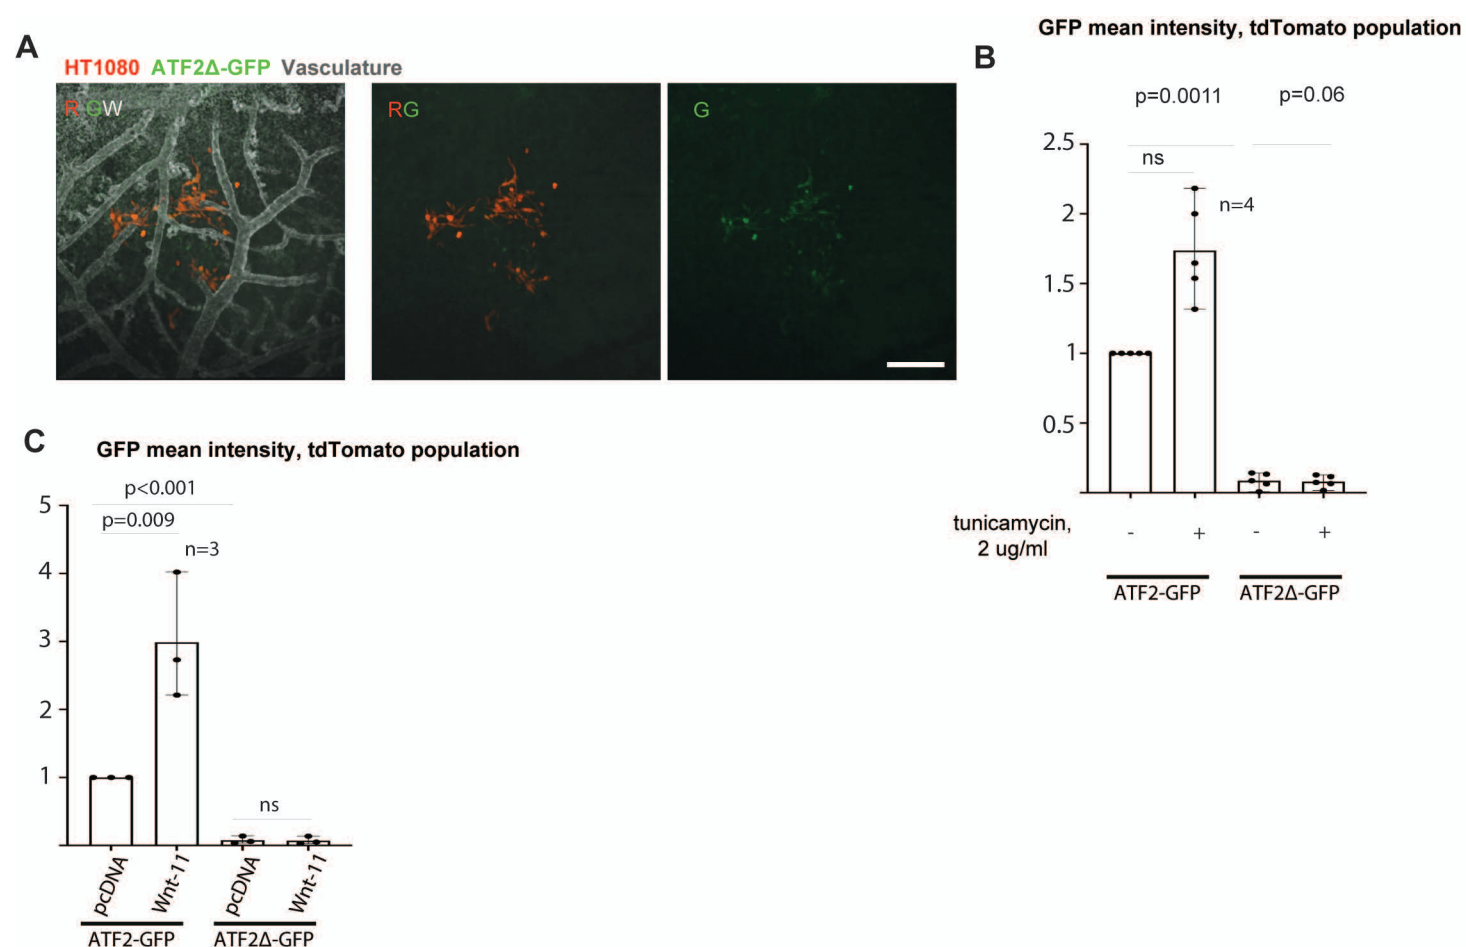 A
HT1080 ATF2Δ-GFP Vasculature
RGW
RG
G
GFP mean intensity, tdTomato population
B
p=0.0011
p=0.06
2.5
ns
2
n=4
1.5
1
0.5
tunicamycin,
2 ug/ml
- + - +
ATF2-GFP ATF2Δ-GFP
C
GFP mean intensity, tdTomato population
p<0.001
5
p=0.009
n=3
4
3
2
1
ns
pcDNA Wnt-11 pcDNA Wnt-11
ATF2-GFP ATF2Δ-GFP